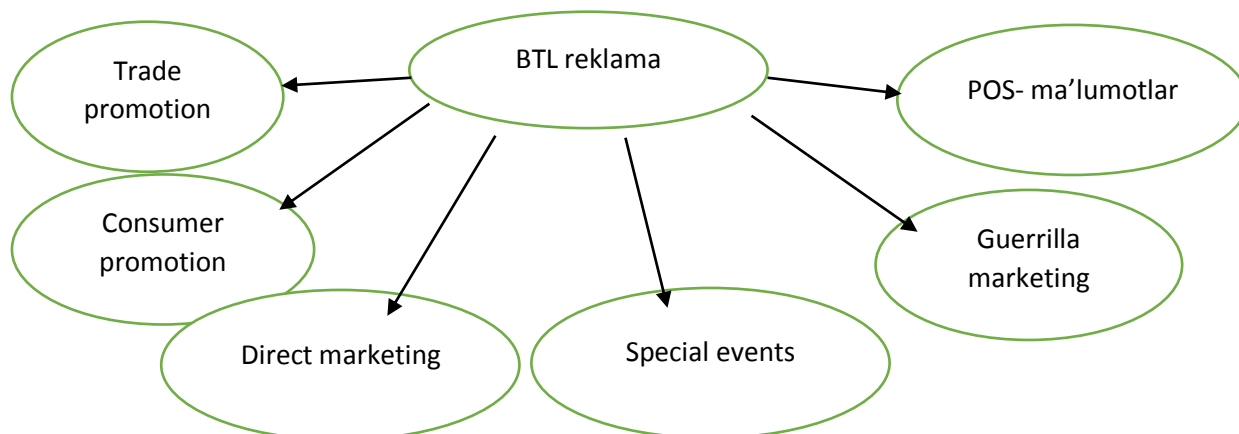 BTL reklama
Trade
promotion
POS- ma’lumotlar
Consumer
promotion
Guerrilla
marketing
Direct marketing
Special events